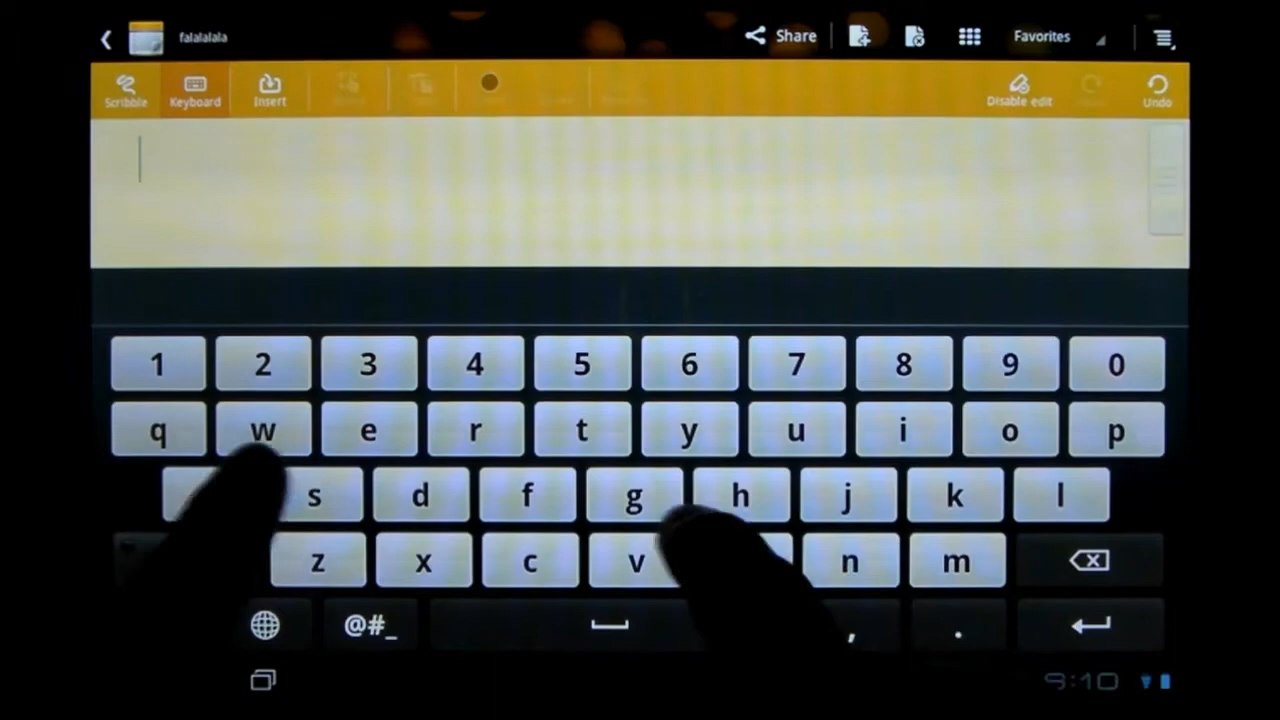 falalalala Share Favorites
Scribble Keyboard Insert Disable edit Undo
1 2 3 4 5 6 7 8 9 0
q w e r t y u i o p
s d f g h j k l
z x c v n m
@#_ , .
9:10